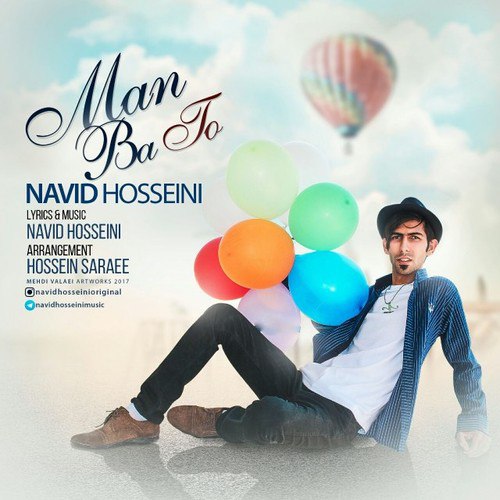 Man
Ba To
NAVID HOSSEINI
LYRICS & MUSIC
NAVID HOSSEINI
ARRANGEMENT
HOSSEIN SARAEE
MEHDI VALAEI ARTWORKS 2017
navidhosseinioriginal
navidhosseinimusic